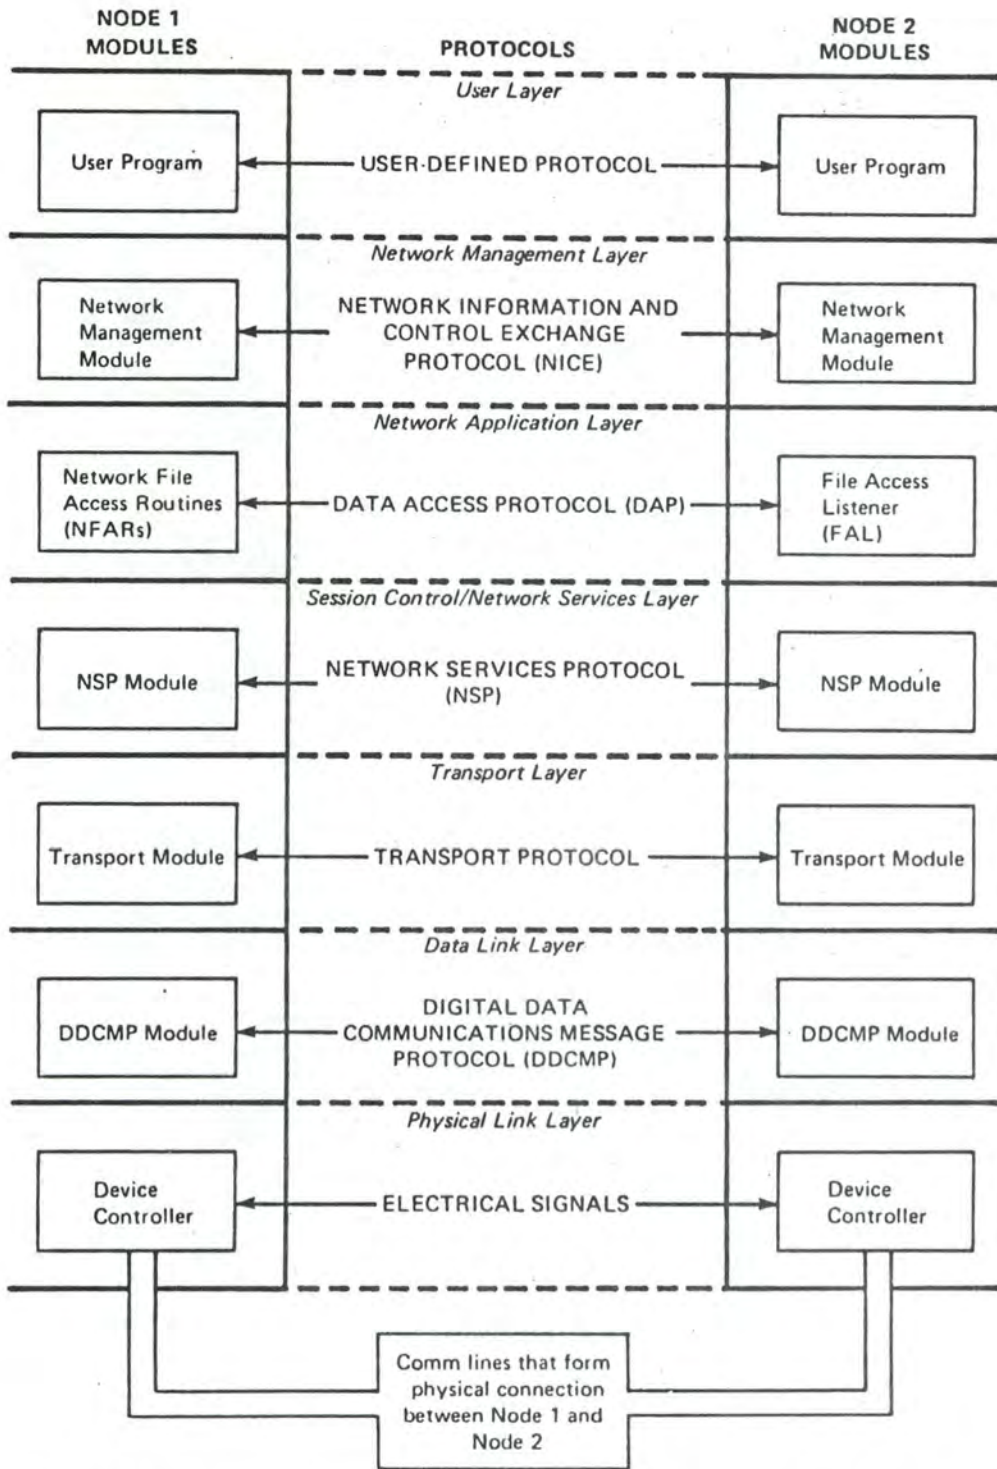 NODE 1
MODULES
PROTOCOLS
NODE 2
MODULES
User Layer
User Program
USER-DEFINED PROTOCOL
User Program
Network Management Layer
Network
Management
Module
NETWORK INFORMATION AND
CONTROL EXCHANGE
PROTOCOL (NICE)
Network
Management
Module
Network Application Layer
Network File
Access Routines
(NFARs)
DATA ACCESS PROTOCOL (DAP)
File Access
Listener
(FAL)
Session Control/Network Services Layer
NSP Module
NETWORK SERVICES PROTOCOL
(NSP)
NSP Module
Transport Layer
Transport Module
TRANSPORT PROTOCOL
Transport Module
Data Link Layer
DDCMP Module
DIGITAL DATA
COMMUNICATIONS MESSAGE
PROTOCOL (DDCMP)
DDCMP Module
Physical Link Layer
Device
Controller
ELECTRICAL SIGNALS
Device
Controller
Comm lines that form
physical connection
between Node 1 and
Node 2